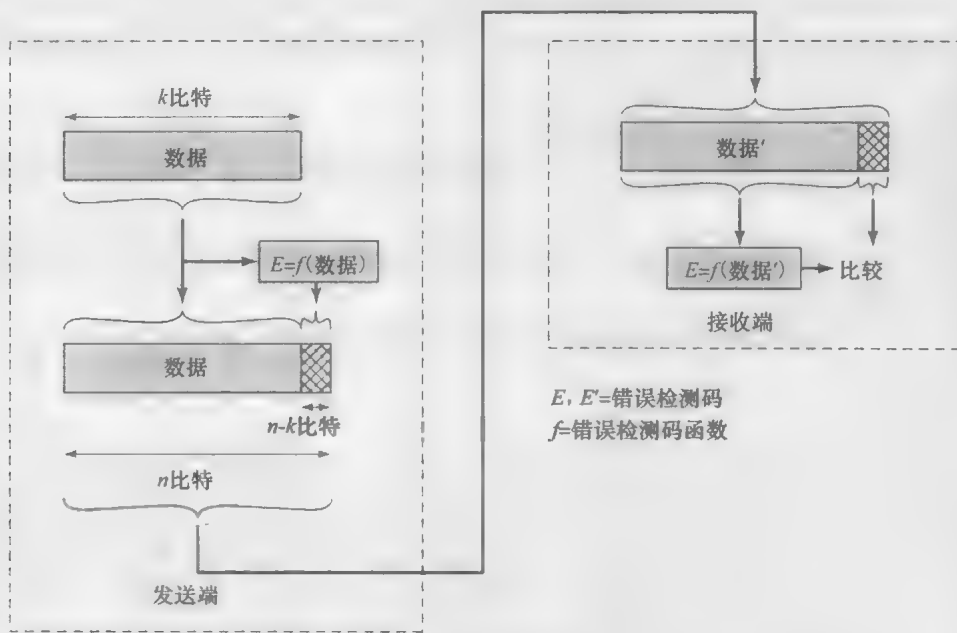 k比特
数据
E=f(数据)
数据
n-k比特
n比特
发送端
数据′
E=f(数据′)
比较
接收端
E, E′=错误检测码
f=错误检测码函数